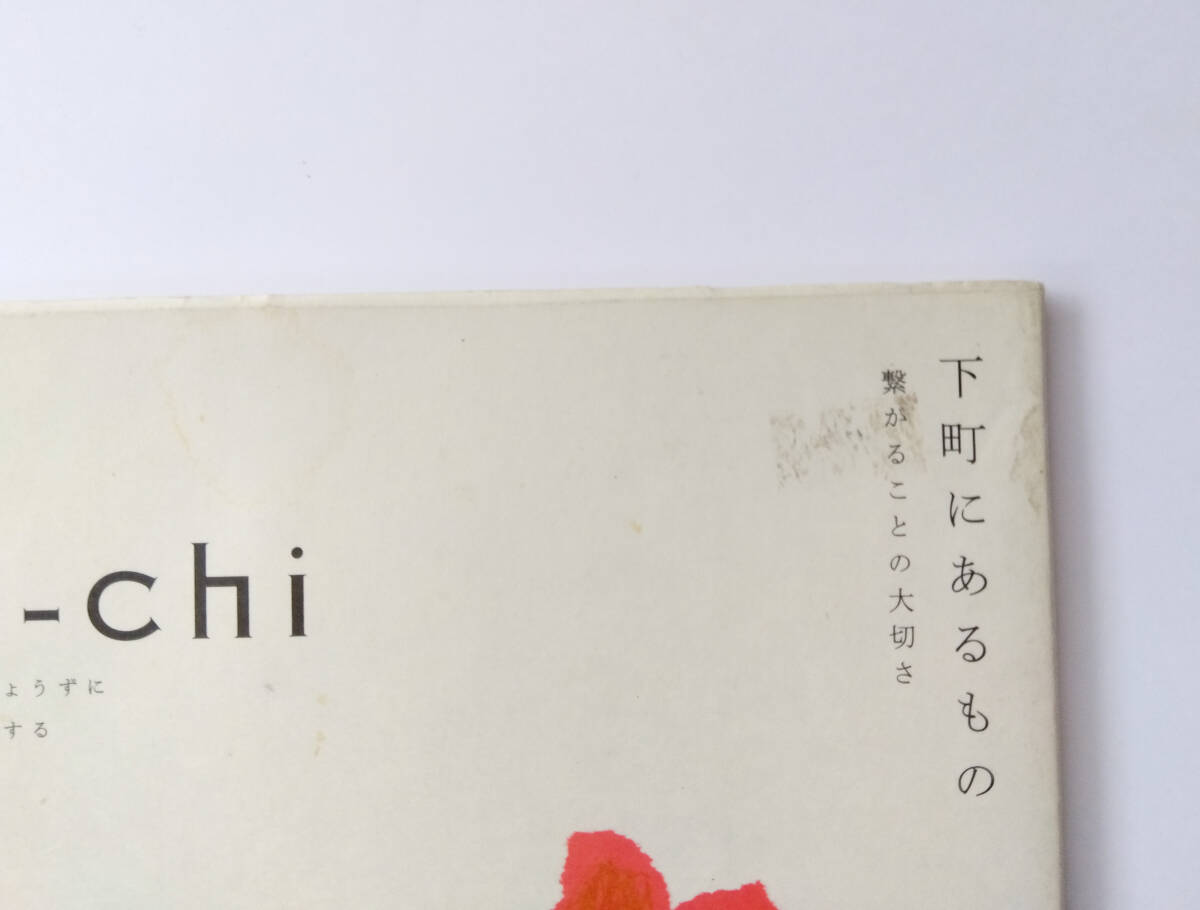 下町にあるもの
繋がることの大切さ
-chi
ょうずに
する